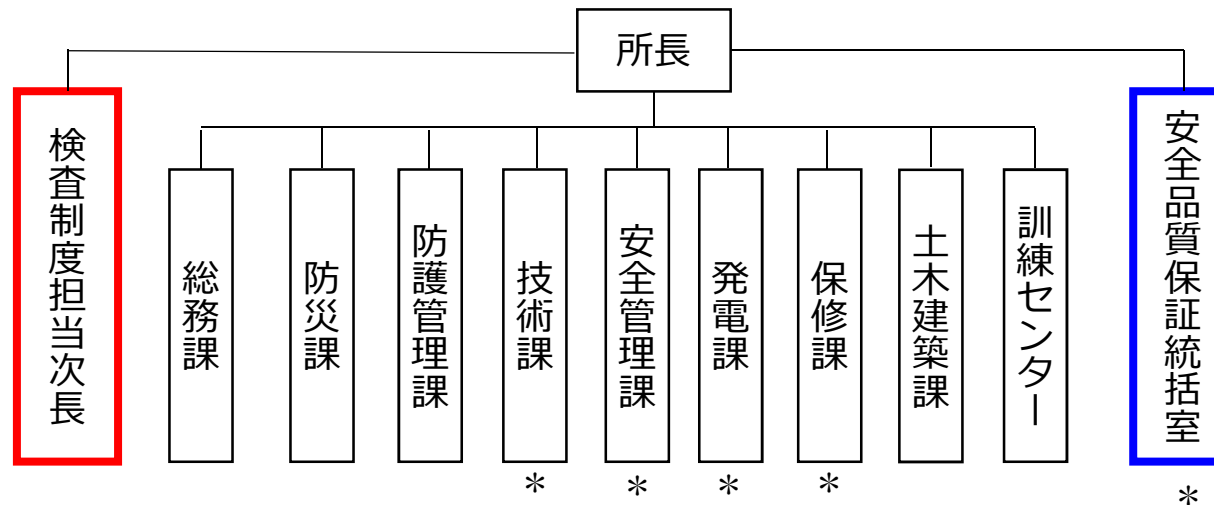 所長
検査制度担当次長
総務課
防災課
防護管理課
技術課
安全管理課
発電課
保修課
土木建築課
訓練センター
安全品質保証統括室
＊
＊
＊
＊
＊